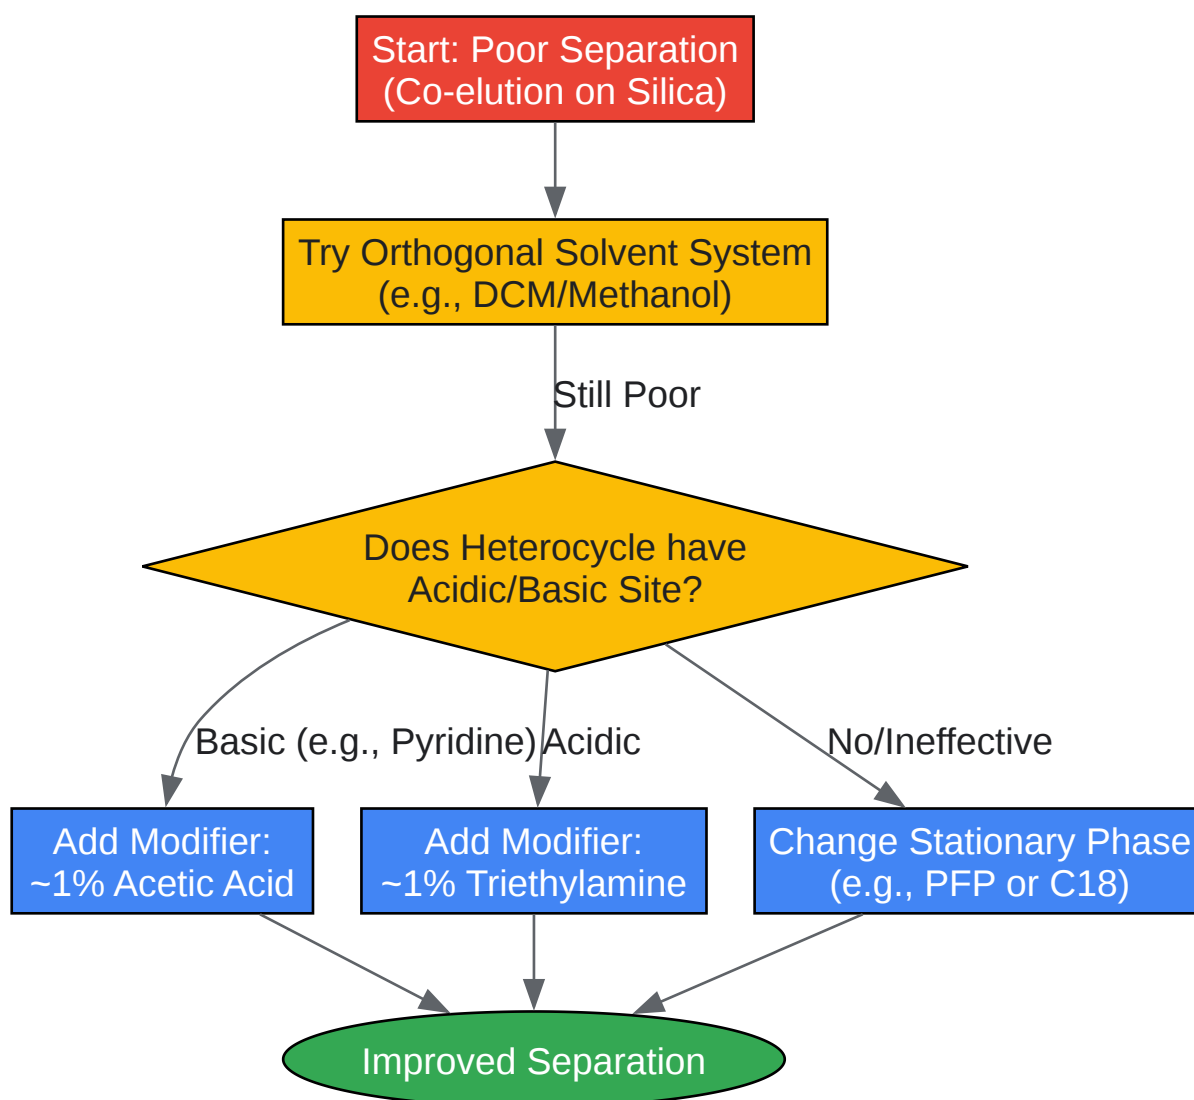 Start: Poor Separation
(Co-elution on Silica)
Try Orthogonal Solvent System
(e.g., DCM/Methanol)
Still Poor
Does Heterocycle have
Acidic/Basic Site?
Basic (e.g., Pyridine)
Acidic
No/Ineffective
Add Modifier:
~1% Acetic Acid
Add Modifier:
~1% Triethylamine
Change Stationary Phase
(e.g., PFP or C18)
Improved Separation